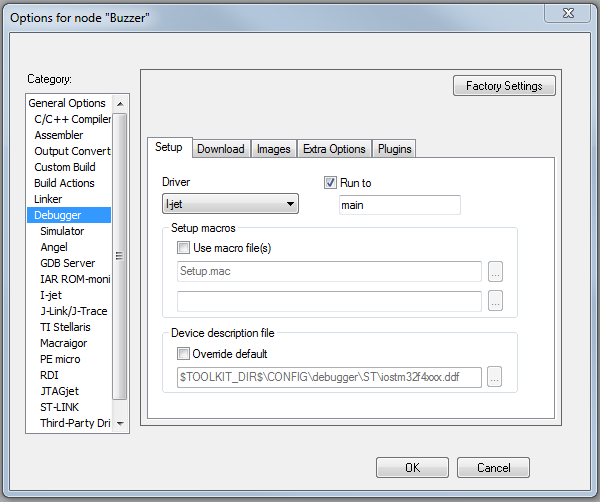 Options for node "Buzzer"
Category:
General Options
C/C++ Compiler
Assembler
Output Convert
Custom Build
Build Actions
Linker
Debugger
Simulator
Angel
GDB Server
IAR ROM-moni
I-jet
J-Link/J-Trace
TI Stellaris
Macraigor
PE micro
RDI
JTAGjet
ST-LINK
Third-Party Dri
Factory Settings
Setup Download Images Extra Options Plugins
Driver
I-jet
Run to
main
Setup macros
Use macro file(s)
Setup.mac
...
...
Device description file
Override default
$TOOLKIT_DIR$\CONFIG\debugger\ST\iostm32f4xxx.ddf
...
OK Cancel